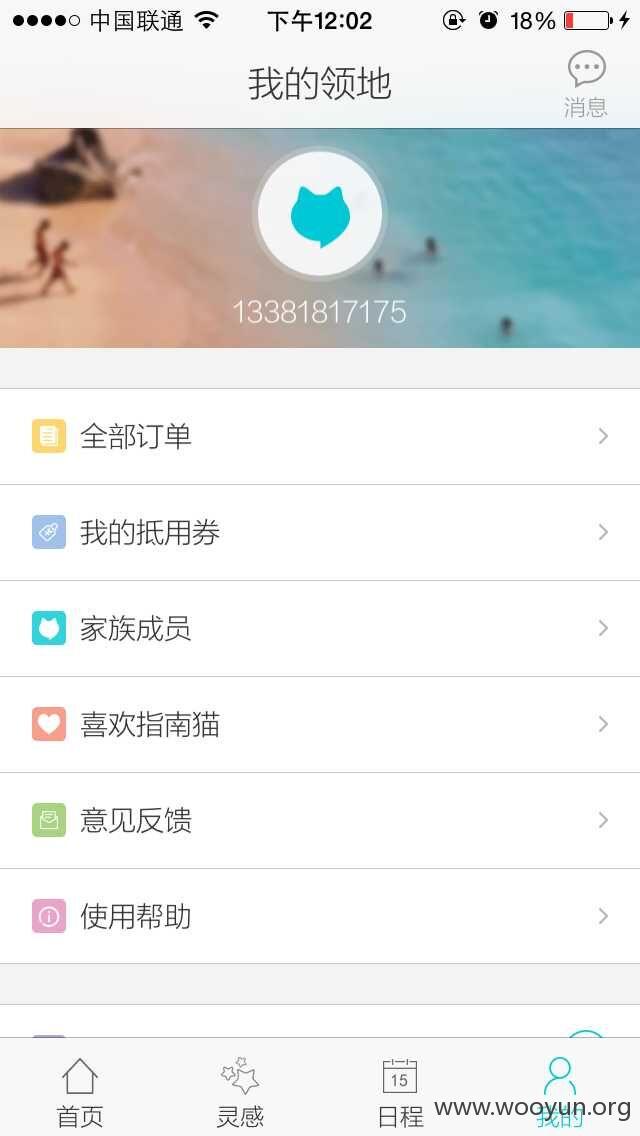 中国联通 下午12:02 18%
我的领地
消息
13381817175
全部订单
我的抵用券
家族成员
喜欢指南猫
意见反馈
使用帮助
15
首页 灵感 日程 我的
www.wooyun.org